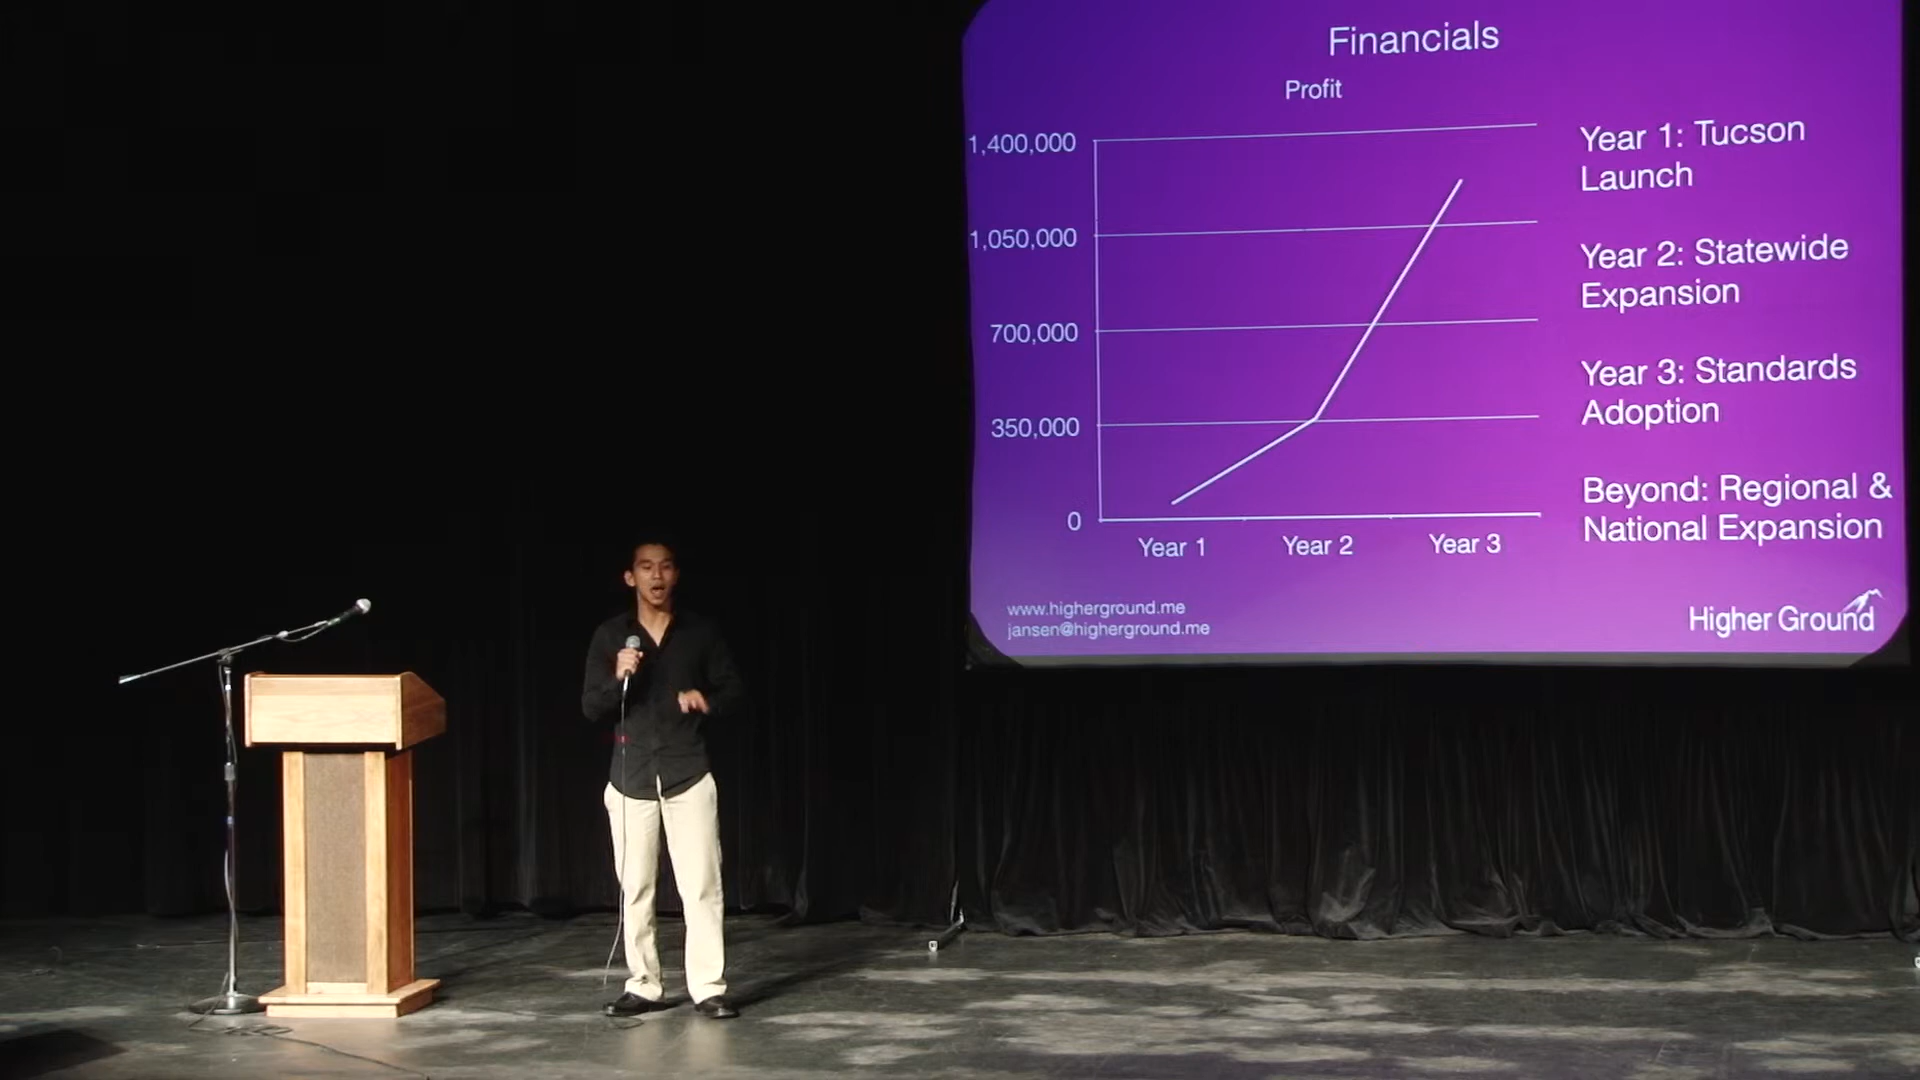 Financials
Profit
1,400,000
1,050,000
700,000
350,000
0
Year 1
Year 2
Year 3
Year 1: Tucson
Launch
Year 2: Statewide
Expansion
Year 3: Standards
Adoption
Beyond: Regional &
National Expansion
www.higherground.me
jansen@higherground.me
Higher Ground